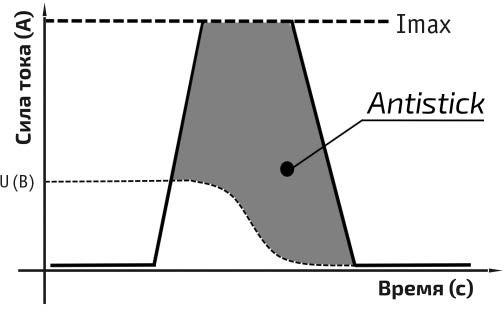 Сила тока (А)
Imax
Antistick
U (В)
Время (с)